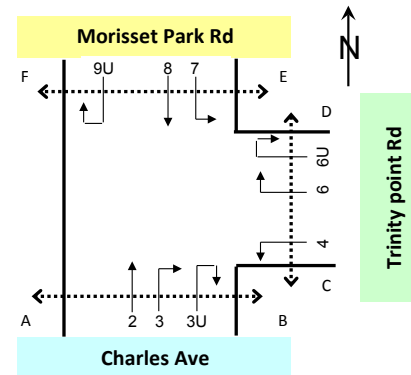 Morisset Park Rd
N
F
9U
8
7
E
D
6U
6
4
Trinity point Rd
C
A
2
3
3U
B
Charles Ave